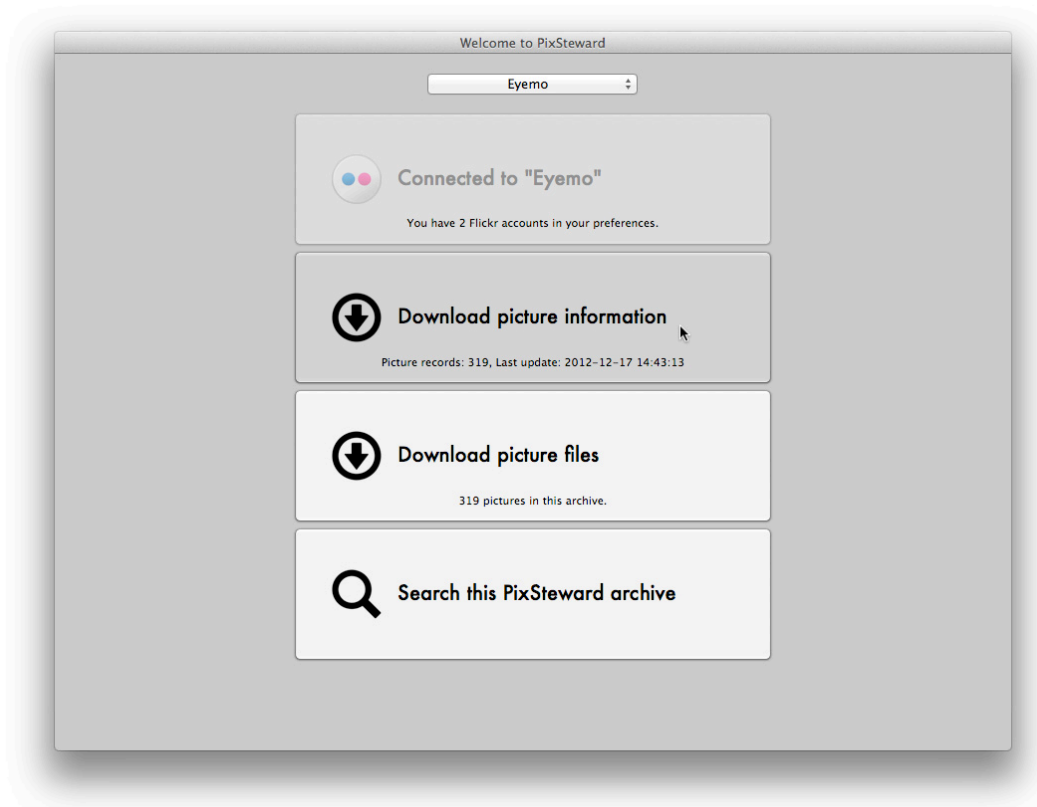 Welcome to PixSteward
Eyemo
Connected to "Eyemo"
You have 2 Flickr accounts in your preferences.
Download picture information
Picture records: 319, Last update: 2012-12-17 14:43:13
Download picture files
319 pictures in this archive.
Search this PixSteward archive